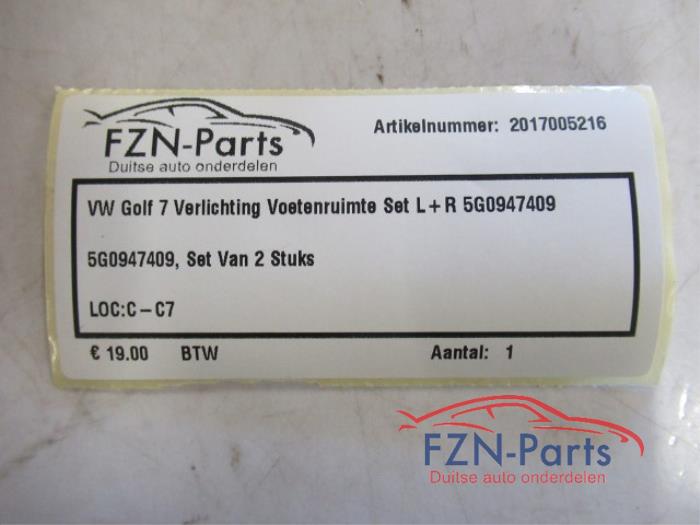 FZN-Parts
Duitse auto onderdelen
Artikelnummer: 2017005216
VW Golf 7 Verlichting Voetenruimte Set L+R 5G0947409
5G0947409, Set Van 2 Stuks
LOC:C-C7
€ 19.00 BTW
Aantal: 1
FZN-Parts
Duitse auto onderdelen